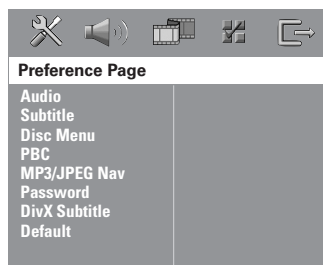 Preference Page
Audio
Subtitle
Disc Menu
PBC
MP3/JPEG Nav
Password
DivX Subtitle
Default